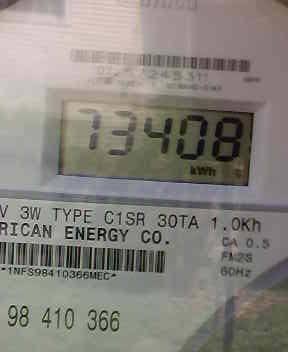 73408
kWh
V 3W TYPE C1SR 30TA 1.0Kh
RICAN ENERGY CO.
CA 0.5
FM2S
60Hz
*1NFS98410366MEC*
98 410 366